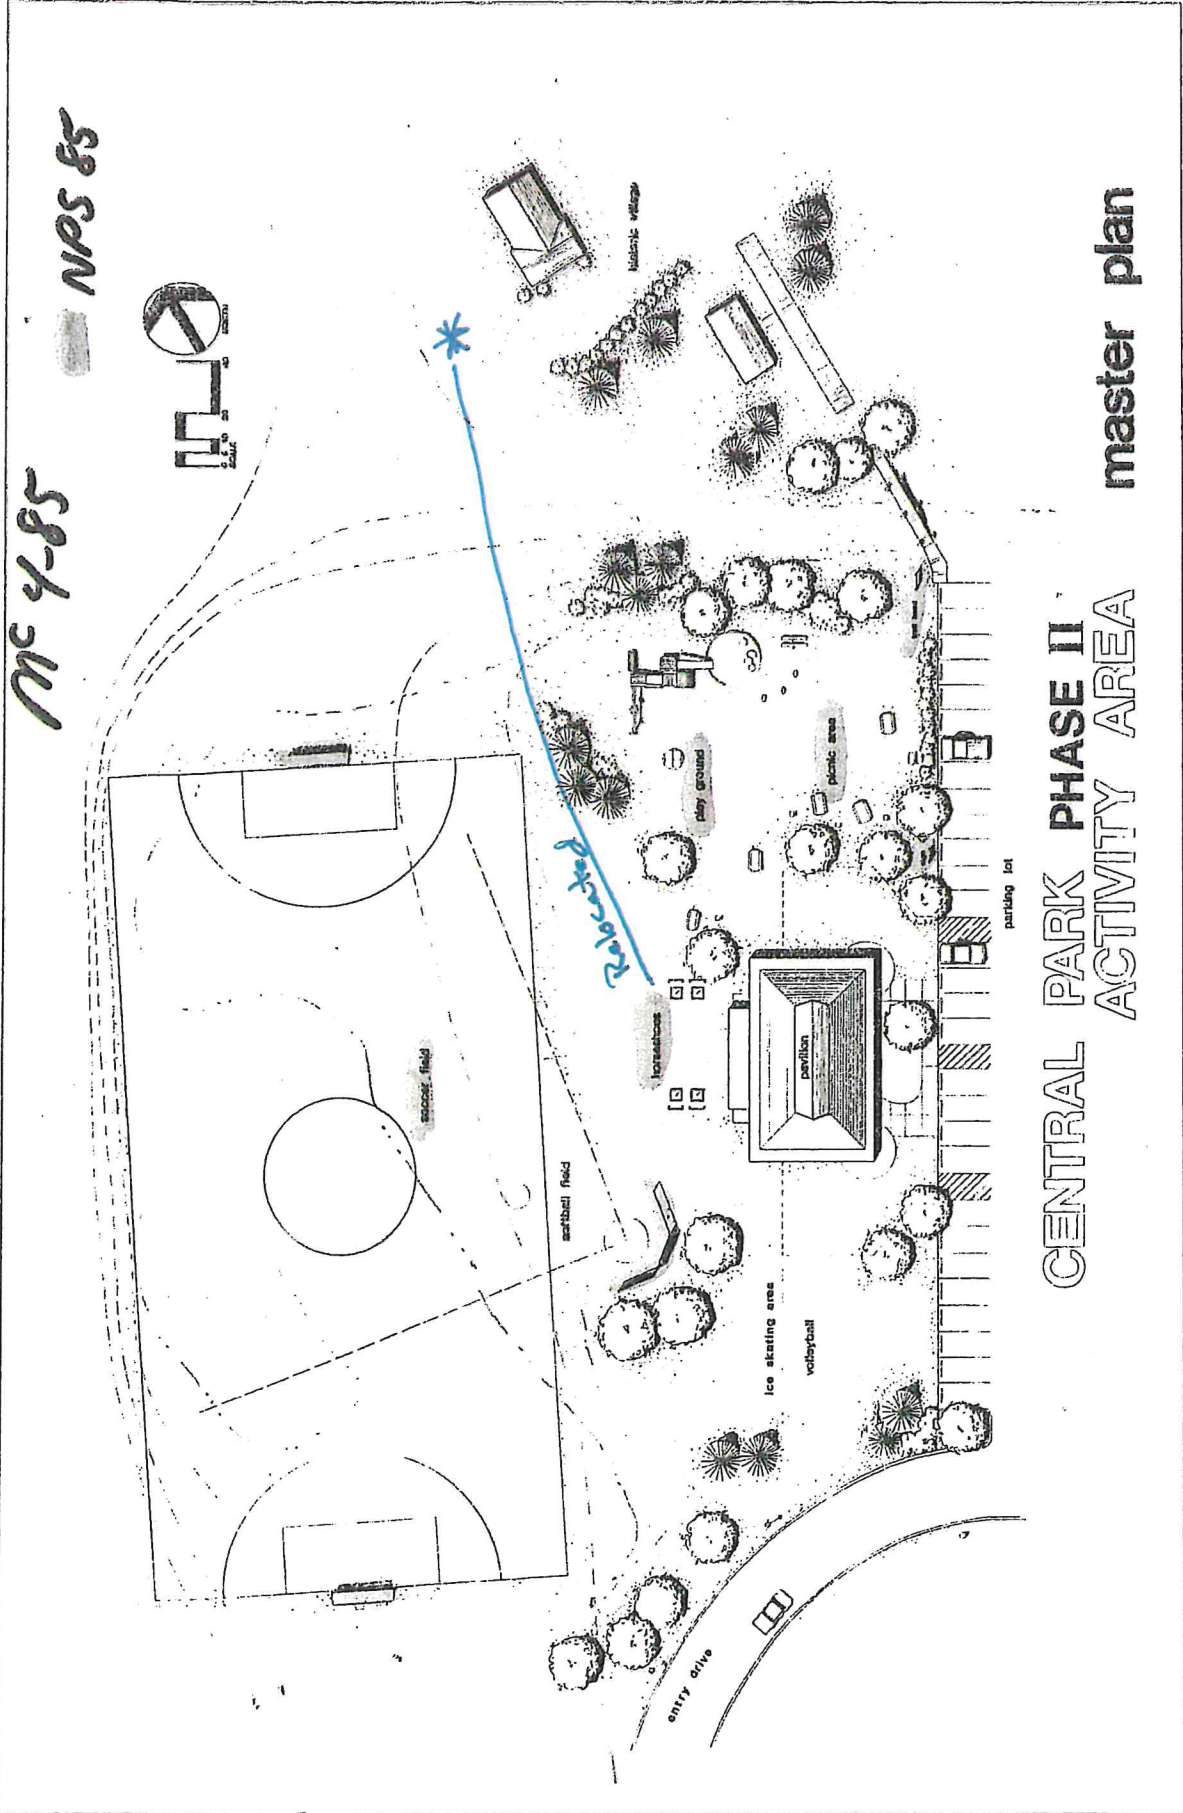 Mc 4-85
NPS 85
SCALE
historic village
Relocated
soccer field
softball field
horseshoes
play ground
picnic area
pavilion
ice skating area
volleyball
parking lot
entry drive
CENTRAL PARK PHASE II
ACTIVITY AREA
master plan